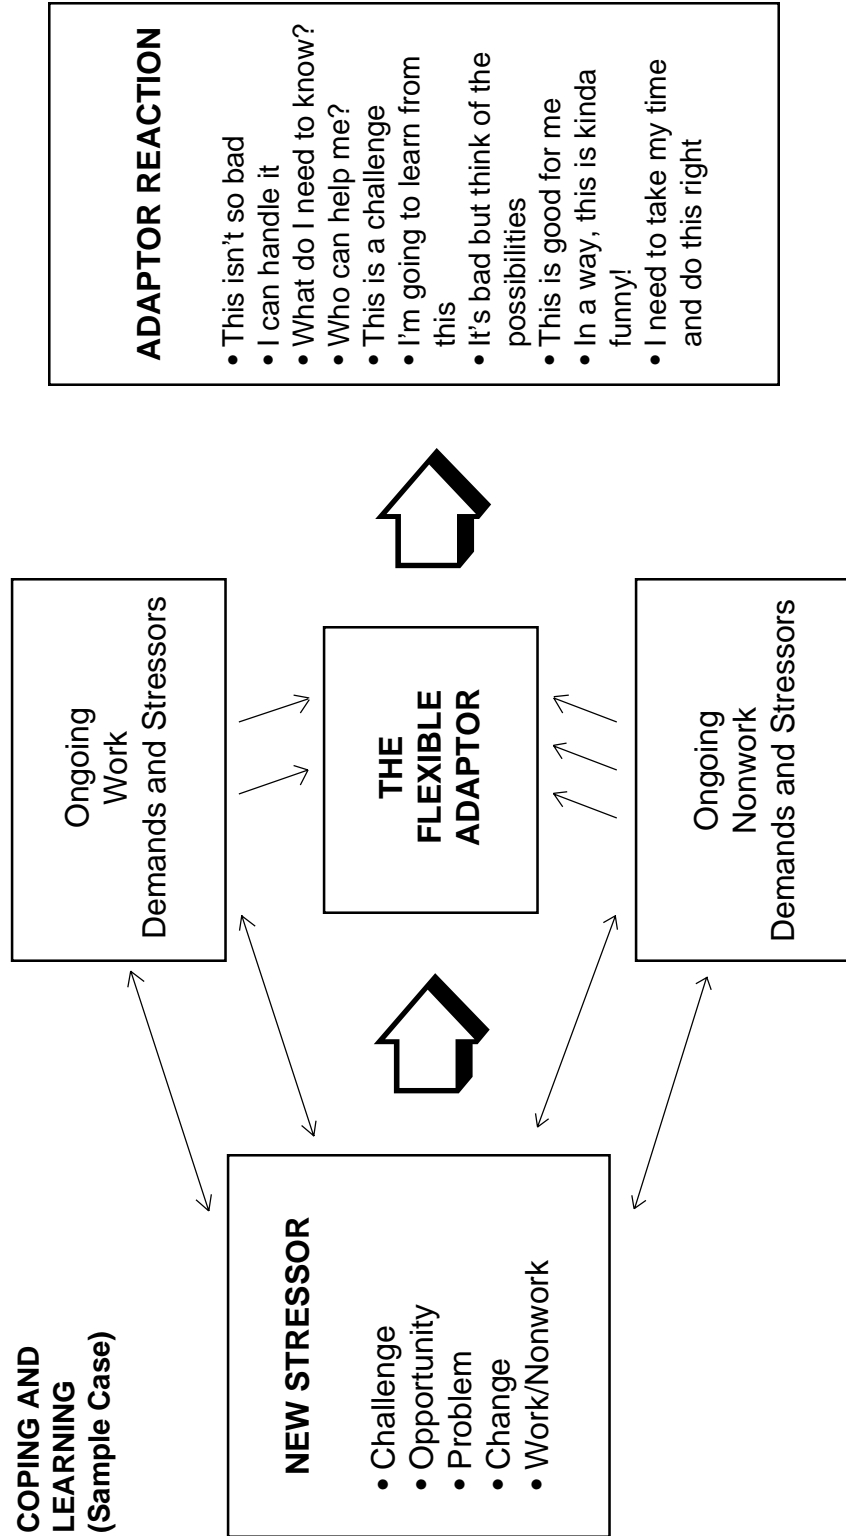 COPING AND
LEARNING
(Sample Case)
NEW STRESSOR
• Challenge
• Opportunity
• Problem
• Change
• Work/Nonwork
Ongoing
Work
Demands and Stressors
THE
FLEXIBLE
ADAPTOR
Ongoing
Nonwork
Demands and Stressors
ADAPTOR REACTION
• This isn't so bad
• I can handle it
• What do I need to know?
• Who can help me?
• This is a challenge
• I'm going to learn from
this
• It's bad but think of the
possibilities
• This is good for me
• In a way, this is kinda
funny!
• I need to take my time
and do this right